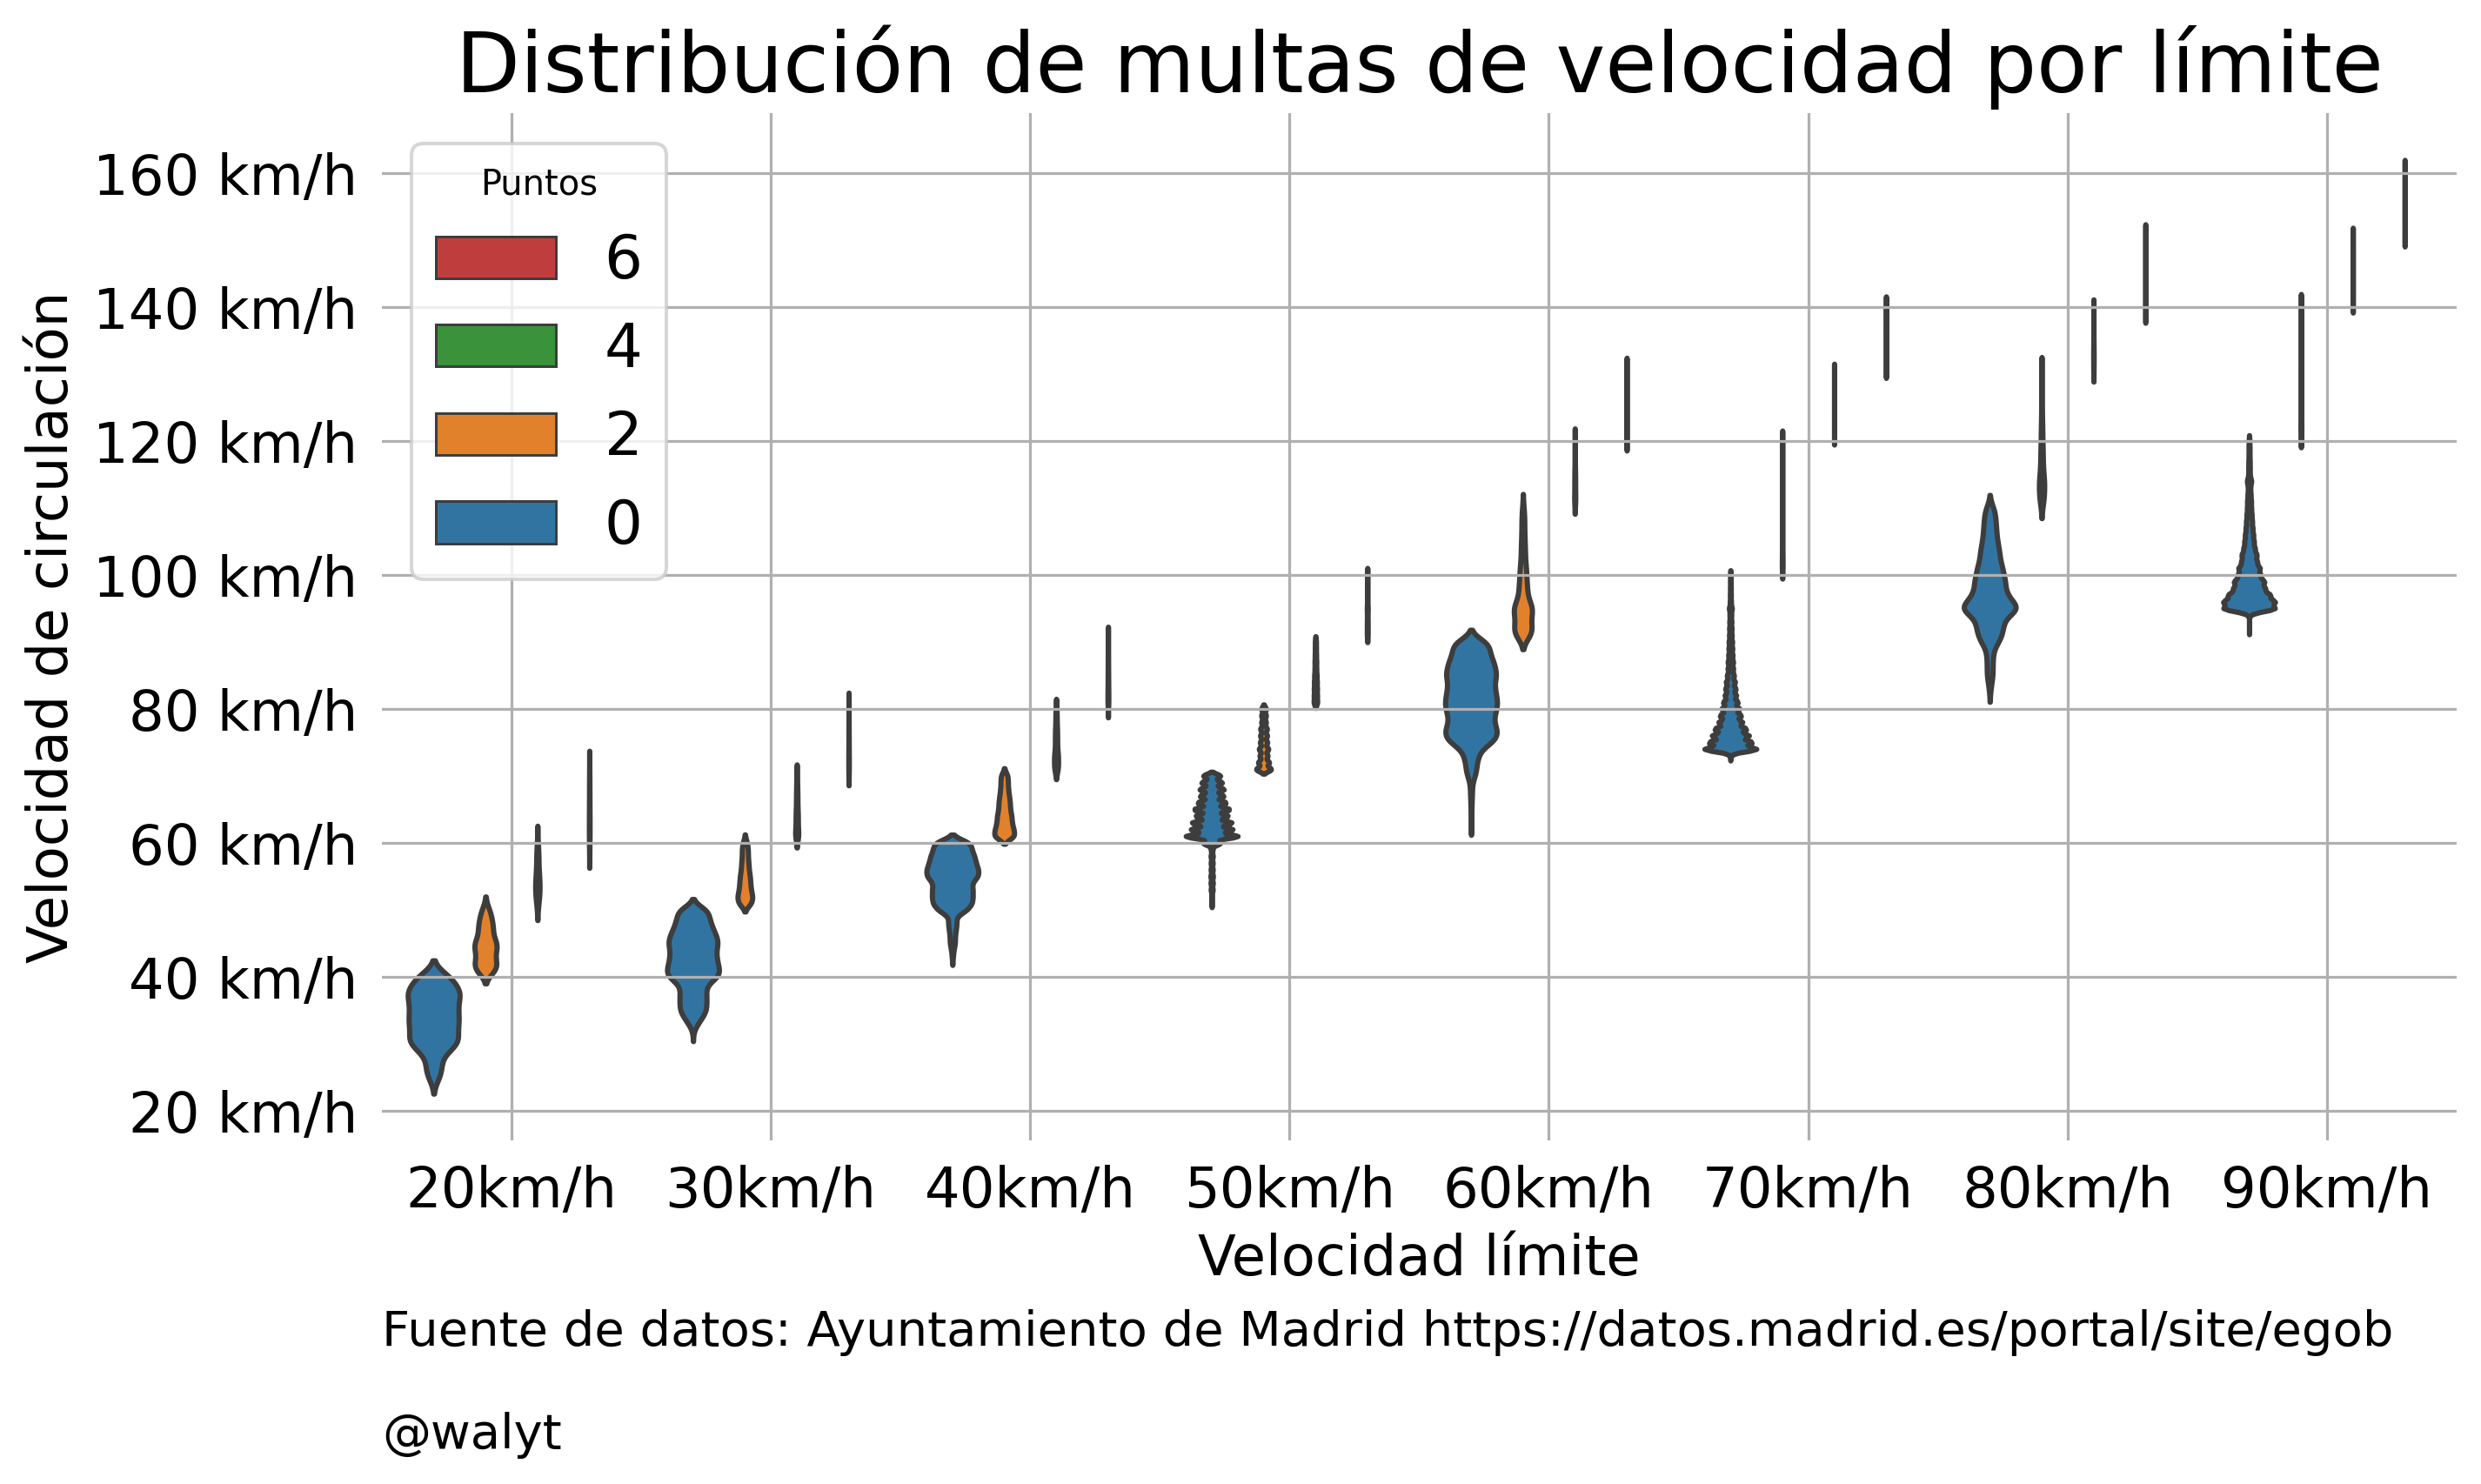 Distribución de multas de velocidad por límite
Velocidad de circulación
160 km/h
140 km/h
120 km/h
100 km/h
80 km/h
60 km/h
40 km/h
20 km/h
Puntos
6
4
2
0
20km/h 30km/h 40km/h 50km/h 60km/h 70km/h 80km/h 90km/h
Velocidad límite
Fuente de datos: Ayuntamiento de Madrid https://datos.madrid.es/portal/site/egob
@walyt